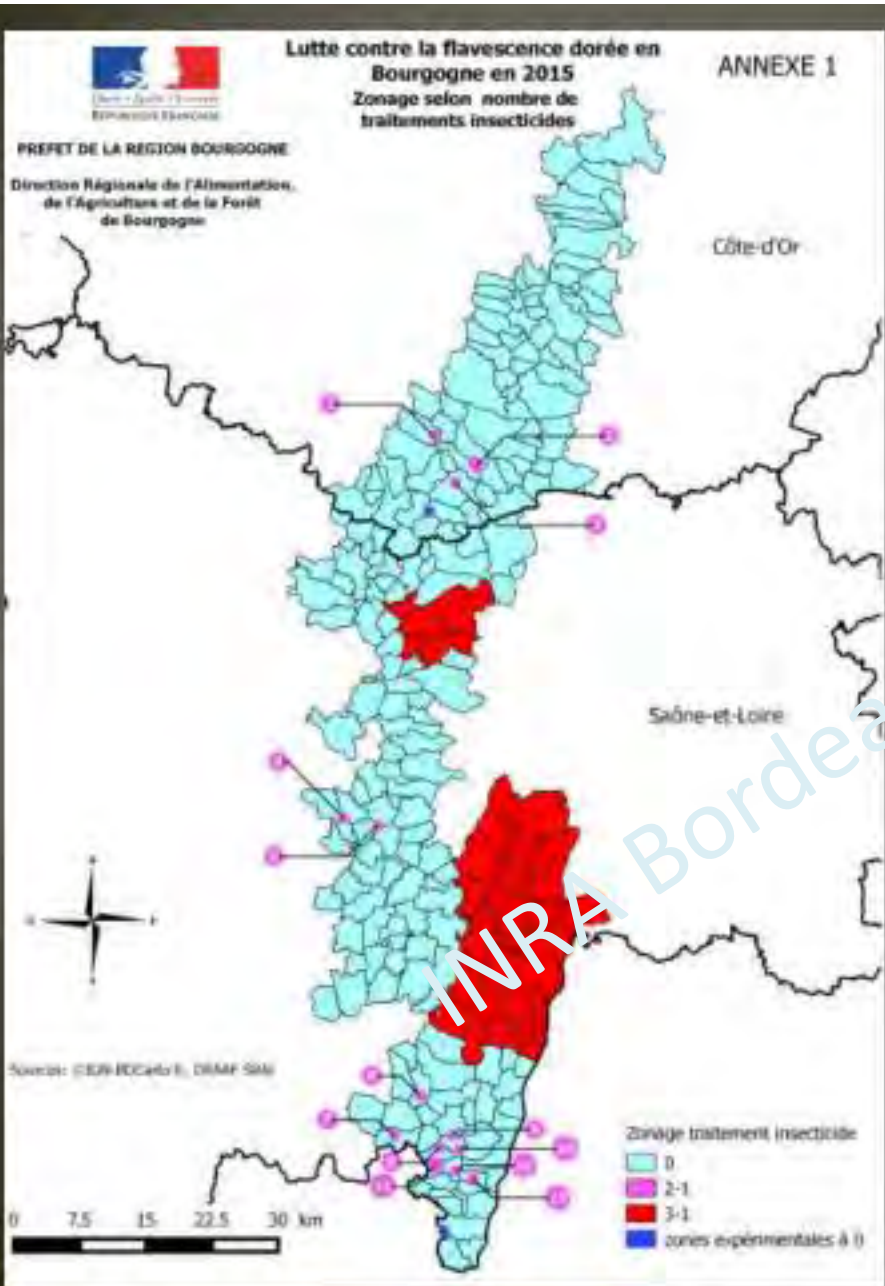 Lutte contre la flavescence dorée en
Bourgogne en 2015
Zonage selon nombre de
traitements insecticides
ANNEXE 1
RÉPUBLIQUE FRANÇAISE
PREFET DE LA REGION BOURGOGNE
Direction Régionale de l'Alimentation,
de l'Agriculture et de la Forêt
de Bourgogne
Côte-d'Or
Saône-et-Loire
INRA Bordea
Zonage traitement insecticide
0
2-1
3-1
zones expérimentales à 0
0 7.5 15 22.5 30 km